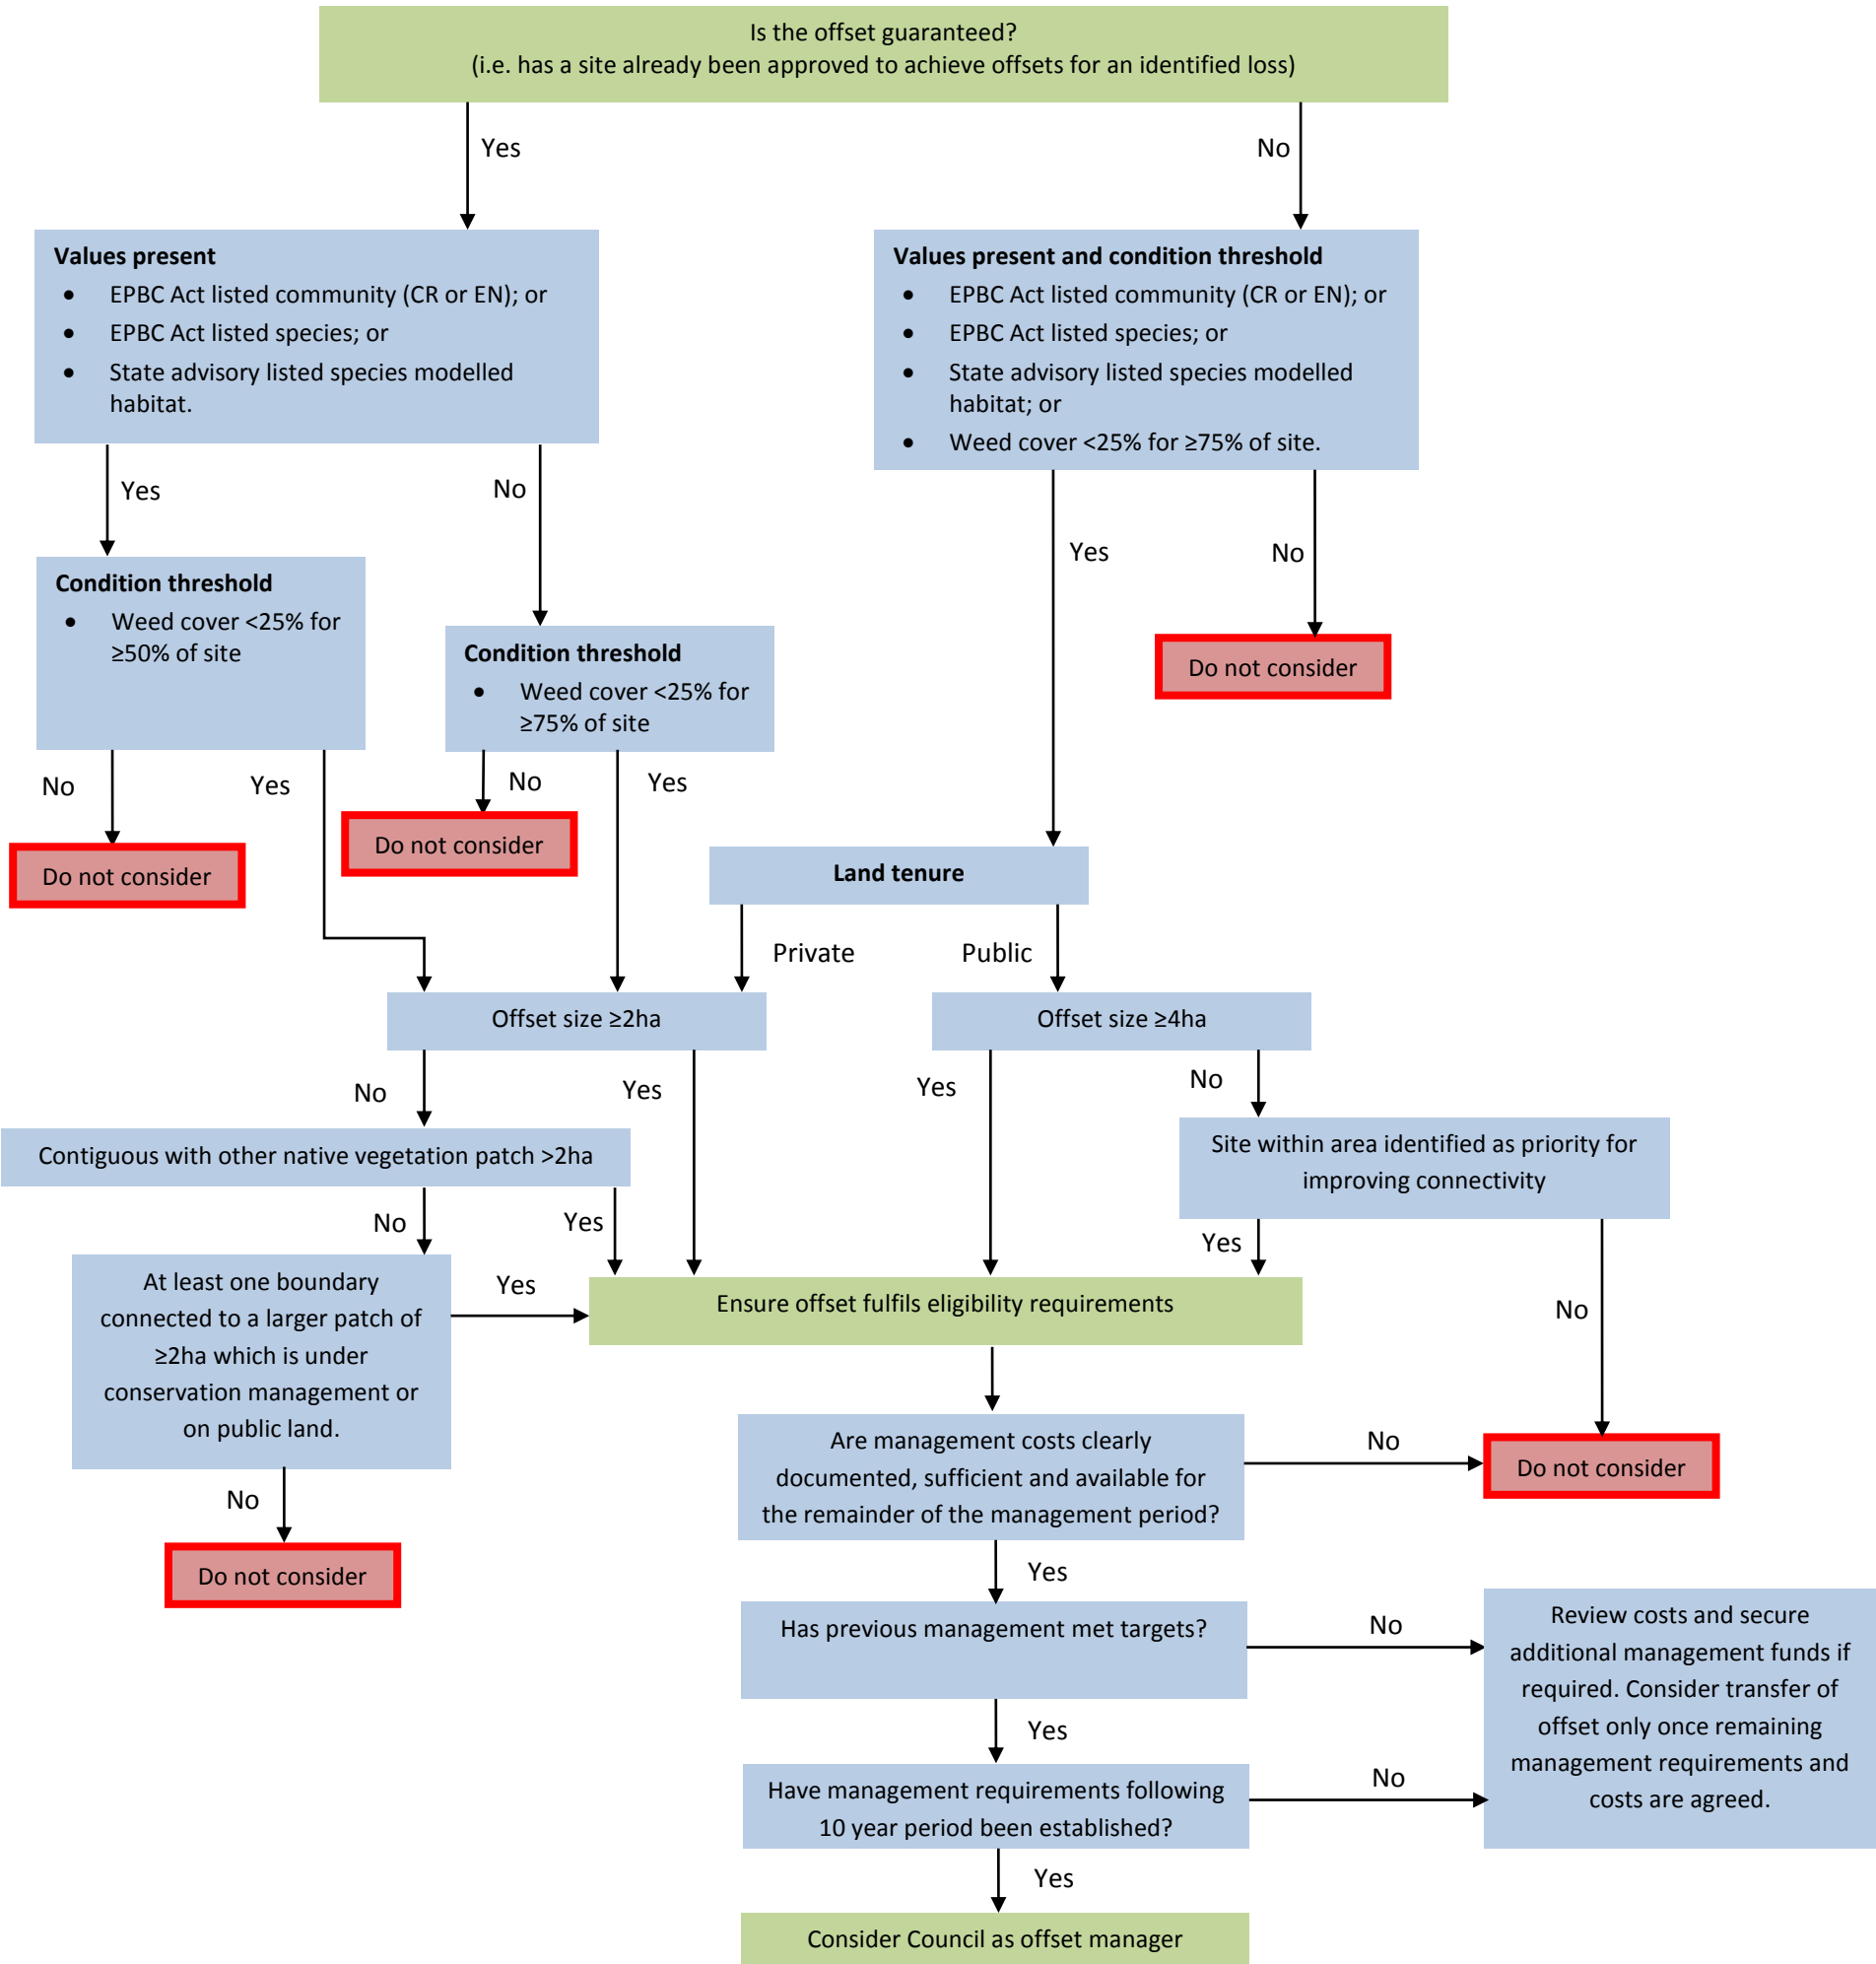 Is the offset guaranteed?
(i.e. has a site already been approved to achieve offsets for an identified loss)
Yes
No
Values present
• EPBC Act listed community (CR or EN); or
• EPBC Act listed species; or
• State advisory listed species modelled
habitat.
Values present and condition threshold
• EPBC Act listed community (CR or EN); or
• EPBC Act listed species; or
• State advisory listed species modelled
habitat; or
• Weed cover <25% for ≥75% of site.
Yes
No
Yes
No
Condition threshold
• Weed cover <25% for
≥50% of site
Condition threshold
• Weed cover <25% for
≥75% of site
Do not consider
No
Yes
No
Yes
Do not consider
Do not consider
Land tenure
Private
Public
Offset size ≥2ha
Offset size ≥4ha
No
Yes
Yes
No
Contiguous with other native vegetation patch >2ha
Site within area identified as priority for
improving connectivity
No
Yes
Yes
No
At least one boundary
connected to a larger patch of
≥2ha which is under
conservation management or
on public land.
Yes
Ensure offset fulfils eligibility requirements
No
Do not consider
Are management costs clearly
documented, sufficient and available for
the remainder of the management period?
No
Do not consider
Yes
Has previous management met targets?
No
Review costs and secure
additional management funds if
required. Consider transfer of
offset only once remaining
management requirements and
costs are agreed.
Yes
Have management requirements following
10 year period been established?
No
Yes
Consider Council as offset manager